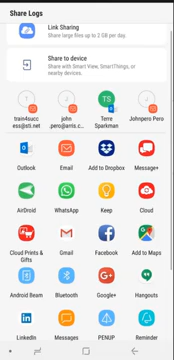 Share Logs
Link Sharing
Share large files up to 2 GB per day.
Share to device
Share with Smart View, SmartThings, or
nearby devices.
TS
train4succ
ess@sti.net
john
.pero@antx.c...
Terre
Sparkman
Johnpero Pero
Outlook
Email
Add to Dropbox
Message+
AirDroid
WhatsApp
Keep
Cloud
Cloud Prints &
Gifts
Gmail
Facebook
Add to Maps
Android Beam
Bluetooth
Google+
Hangouts
LinkedIn
Messages
PENUP
Reminder